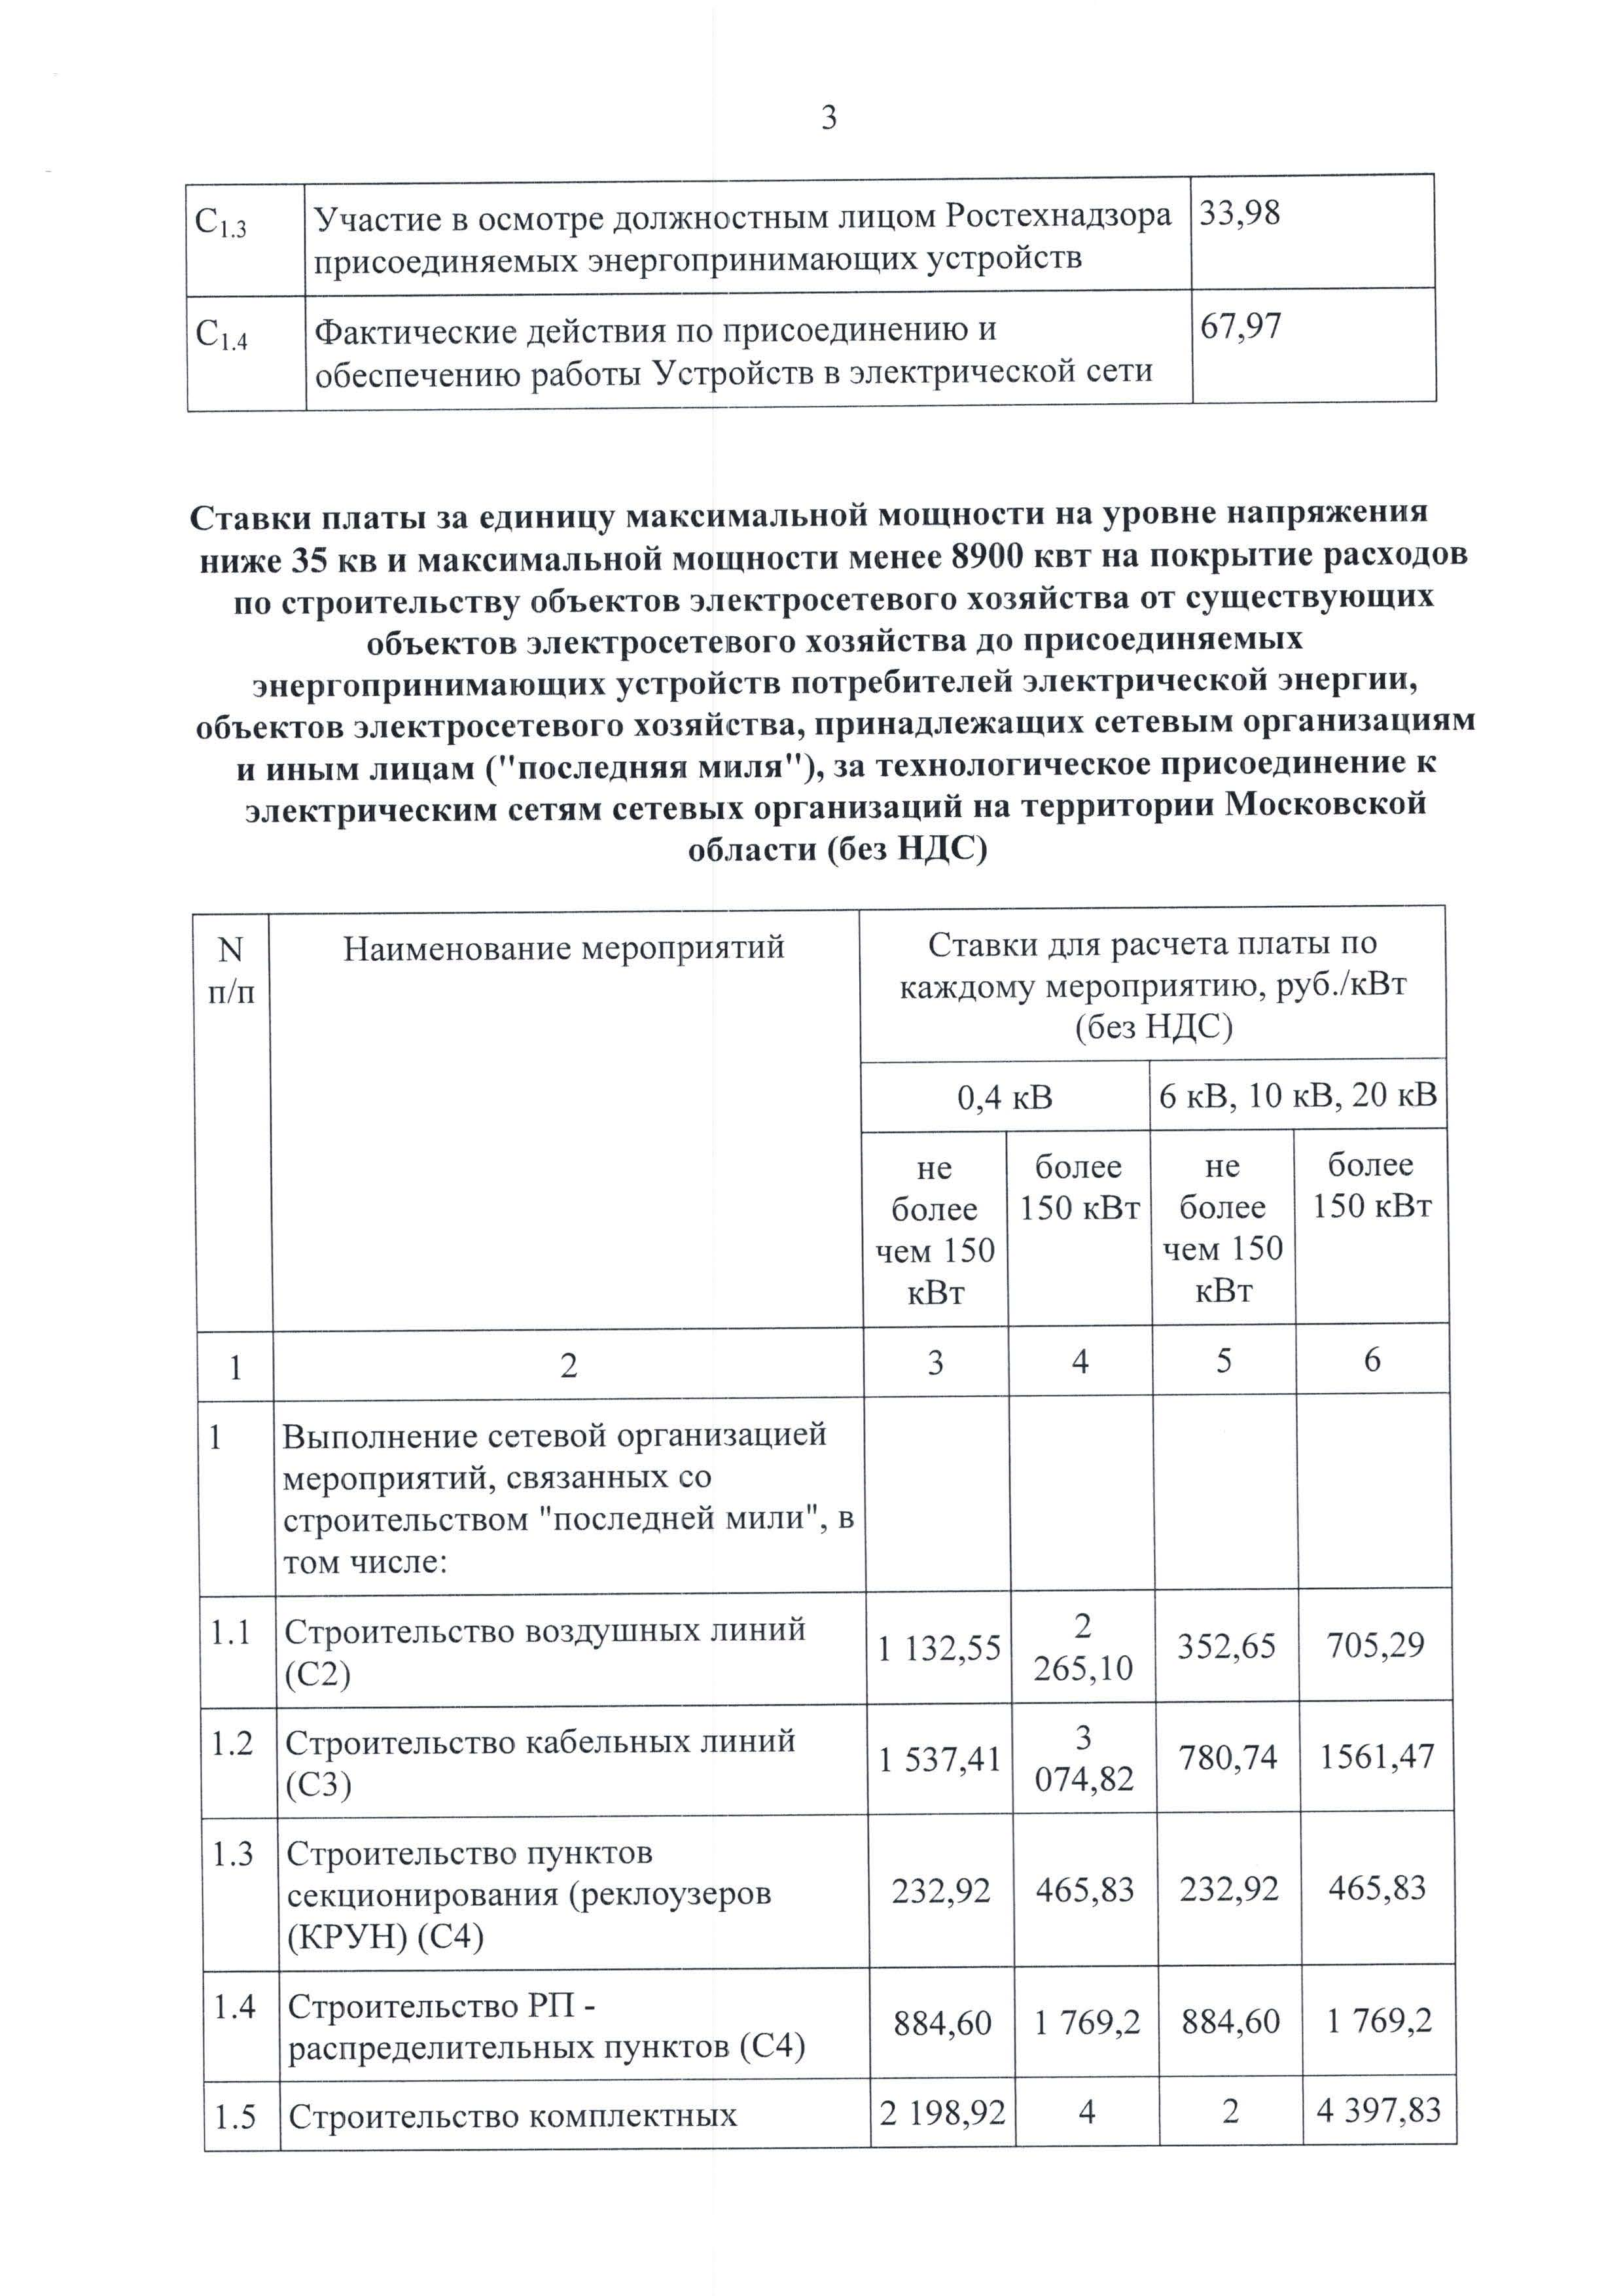 3
С1.3 Участие в осмотре должностным лицом Ростехнадзора 33,98
присоединяемых энергопринимающих устройств
С1.4 Фактические действия по присоединению и 67,97
обеспечению работы Устройств в электрической сети
Ставки платы за единицу максимальной мощности на уровне напряжения
ниже 35 кв и максимальной мощности менее 8900 квт на покрытие расходов
по строительству объектов электросетевого хозяйства от существующих
объектов электросетевого хозяйства до присоединяемых
энергопринимающих устройств потребителей электрической энергии,
объектов электросетевого хозяйства, принадлежащих сетевым организациям
и иным лицам ("последняя миля"), за технологическое присоединение к
электрическим сетям сетевых организаций на территории Московской
области (без НДС)
N
п/п
Наименование мероприятий
Ставки для расчета платы по
каждому мероприятию, руб./кВт
(без НДС)
0,4 кВ
6 кВ, 10 кВ, 20 кВ
не
более
чем 150
кВт
более
150 кВт
не
более
чем 150
кВт
более
150 кВт
1 2 3 4 5 6
1
Выполнение сетевой организацией
мероприятий, связанных со
строительством "последней мили", в
том числе:
1.1
Строительство воздушных линий
(С2)
1 132,55
2
265,10
352,65
705,29
1.2
Строительство кабельных линий
(С3)
1 537,41
3
074,82
780,74
1561,47
1.3
Строительство пунктов
секционирования (реклоузеров
(КРУН) (С4)
232,92
465,83
232,92
465,83
1.4
Строительство РП -
распределительных пунктов (С4)
884,60
1 769,2
884,60
1 769,2
1.5
Строительство комплектных
2 198,92
4
2
4 397,83